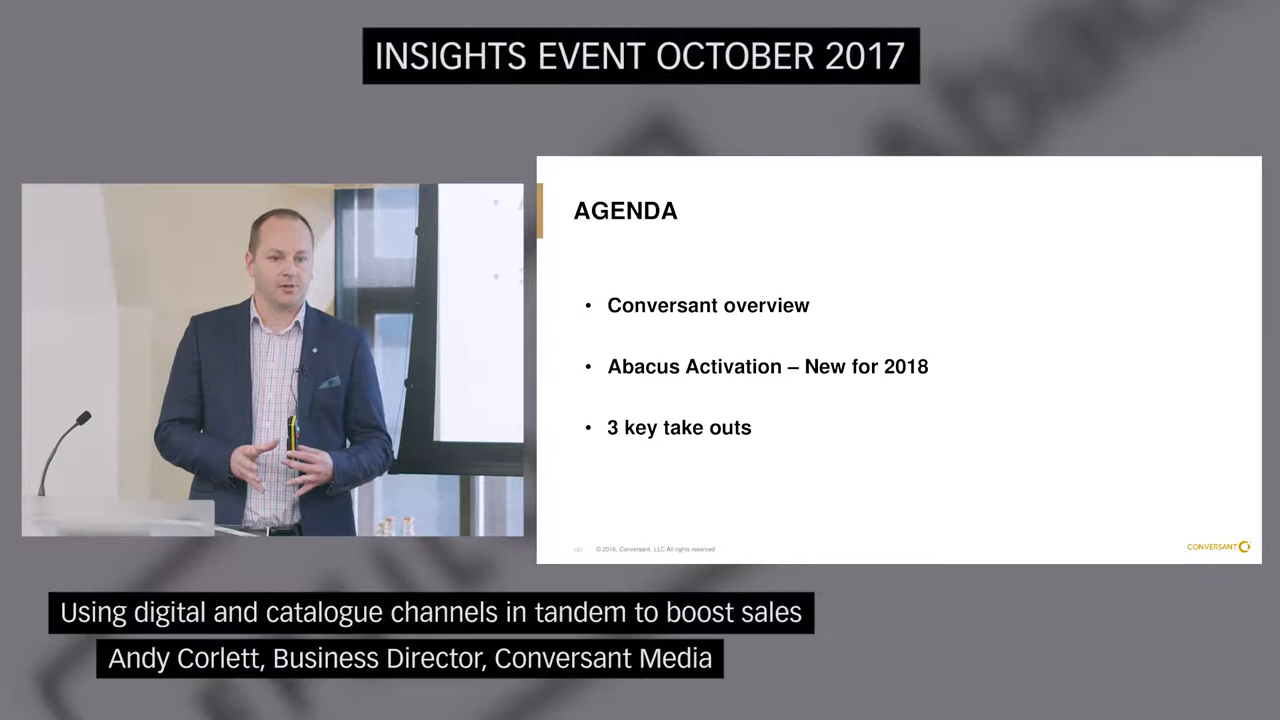 INSIGHTS EVENT OCTOBER 2017
AGENDA
• Conversant overview
• Abacus Activation – New for 2018
• 3 key take outs
© 2016, Conversant, LLC All rights reserved
CONVERSANT
Using digital and catalogue channels in tandem to boost sales
Andy Corlett, Business Director, Conversant Media